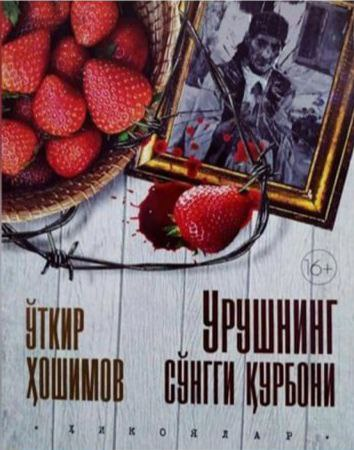 16+
ЎТКИР
ҲОШИМОВ
УРУШНИНГ
СЎНГГИ ҚУРБОНИ
· ҲИКОЯЛАР ·